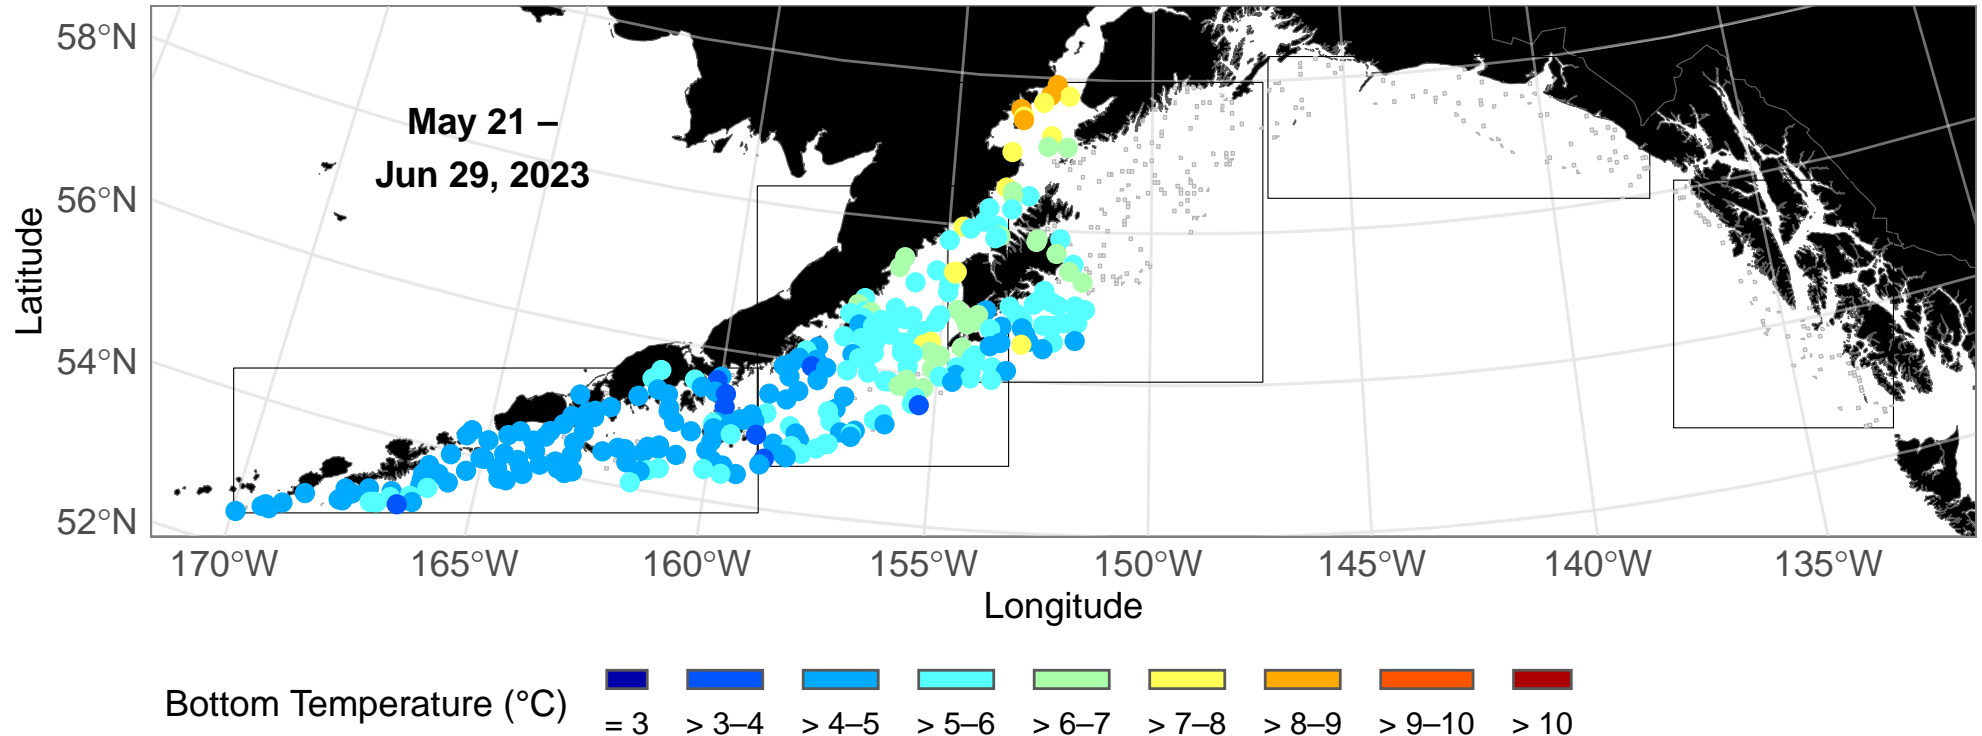 58°N
May 21 –
Jun 29, 2023
56°N
Latitude
54°N
52°N
170°W 165°W 160°W 155°W 150°W 145°W 140°W 135°W
Longitude
Bottom Temperature (°C)
= 3 > 3–4 > 4–5 > 5–6 > 6–7 > 7–8 > 8–9 > 9–10 > 10